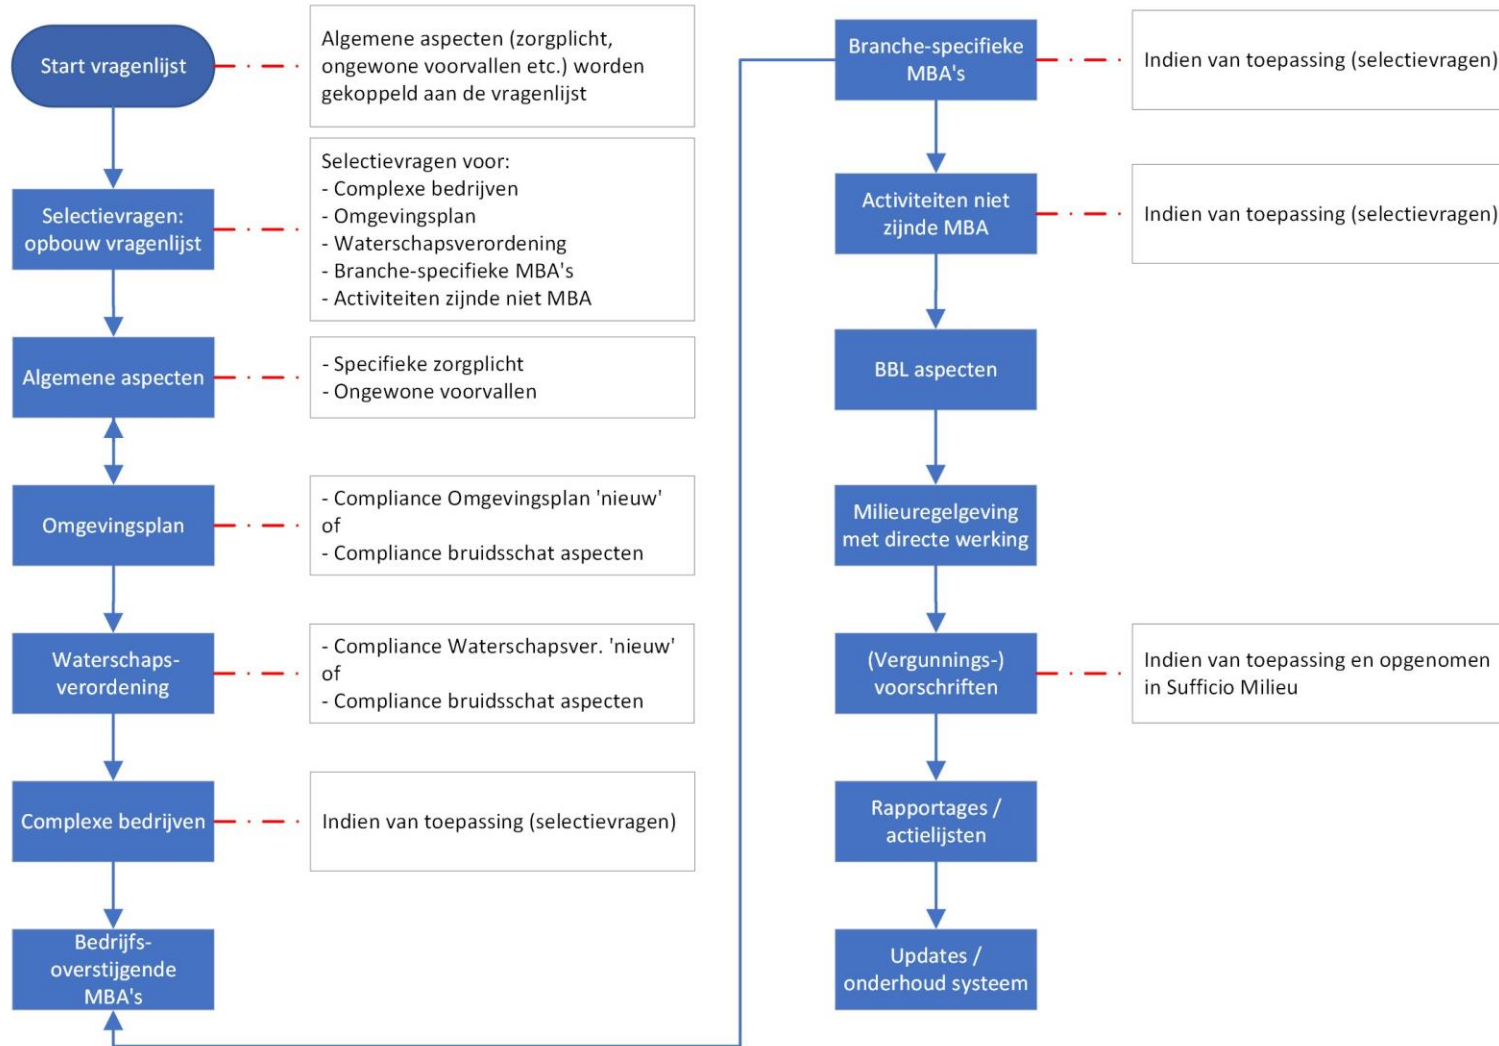 Start vragenlijst
Algemene aspecten (zorgplicht,
ongewone voorvallen etc.) worden
gekoppeld aan de vragenlijst
Selectievragen:
opbouw vragenlijst
Selectievragen voor:
- Complexe bedrijven
- Omgevingsplan
- Waterschapsverordening
- Branche-specifieke MBA's
- Activiteiten zijnde niet MBA
Algemene aspecten
- Specifieke zorgplicht
- Ongewone voorvallen
Omgevingsplan
- Compliance Omgevingsplan 'nieuw'
of
- Compliance bruidsschat aspecten
Waterschaps-
verordening
- Compliance Waterschapsver. 'nieuw'
of
- Compliance bruidsschat aspecten
Complexe bedrijven
Indien van toepassing (selectievragen)
Bedrijfs-
overstijgende
MBA's
Branche-specifieke
MBA's
Indien van toepassing (selectievragen)
Activiteiten niet
zijnde MBA
Indien van toepassing (selectievragen)
BBL aspecten
Milieuregelgeving
met directe werking
(Vergunnings-)
voorschriften
Indien van toepassing en opgenomen
in Sufficio Milieu
Rapportages /
actielijsten
Updates /
onderhoud systeem